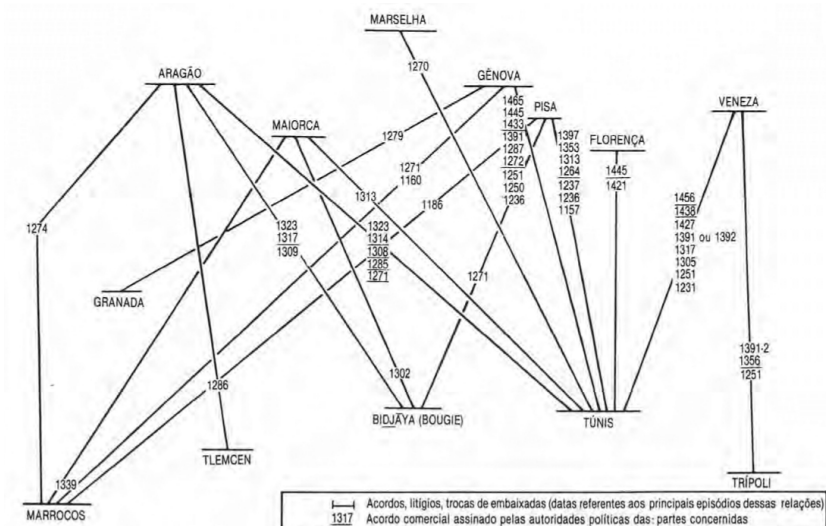 MARSELHA
ARAGÃO
1270
GÊNOVA
MAIORCA
1279
1465
1445
1433
1391
1287
1272
1251
1250
1236
PISA
1397
1353
1313
1264
1237
1236
1157
FLORENÇA
1445
1421
VENEZA
1271
1160
1313
1186
1274
1323
1317
1309
1323
1314
1308
1285
1271
1456
1438
1427
1391 ou 1392
1317
1305
1251
1231
GRANADA
1271
1286
1302
1391-2
1356
1251
BIDJĀYA (BOUGIE)
TÚNIS
TLEMCEN
TRÍPOLI
1339
MARROCOS
Acordos, litígios, trocas de embaixadas (datas referentes aos principais episódios dessas relações)
1317 Acordo comercial assinado pelas autoridades políticas das: partes concernidas